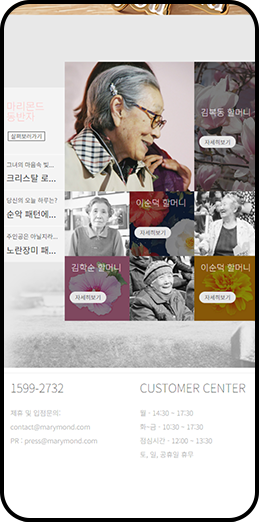 마리몬드
동반자
살펴보러가기
그녀의 마음속 빛...
크리스탈 로...
당신의 오늘 하루는?
순악 패턴에...
주인공은 아닐지라...
노란장미 패턴...
김복동 할머니
자세히보기
이순덕 할머니
자세히보기
김학순 할머니
자세히보기
이순덕 할머니
자세히보기
1599-2732
제휴 및 입점문의:
contact@marymond.com
PR : press@marymond.com
CUSTOMER CENTER
월 - 14:30 ~ 17:30
화~금 - 10:30 ~ 17:30
점심시간 - 12:00 ~ 13:30
토, 일, 공휴일 휴무